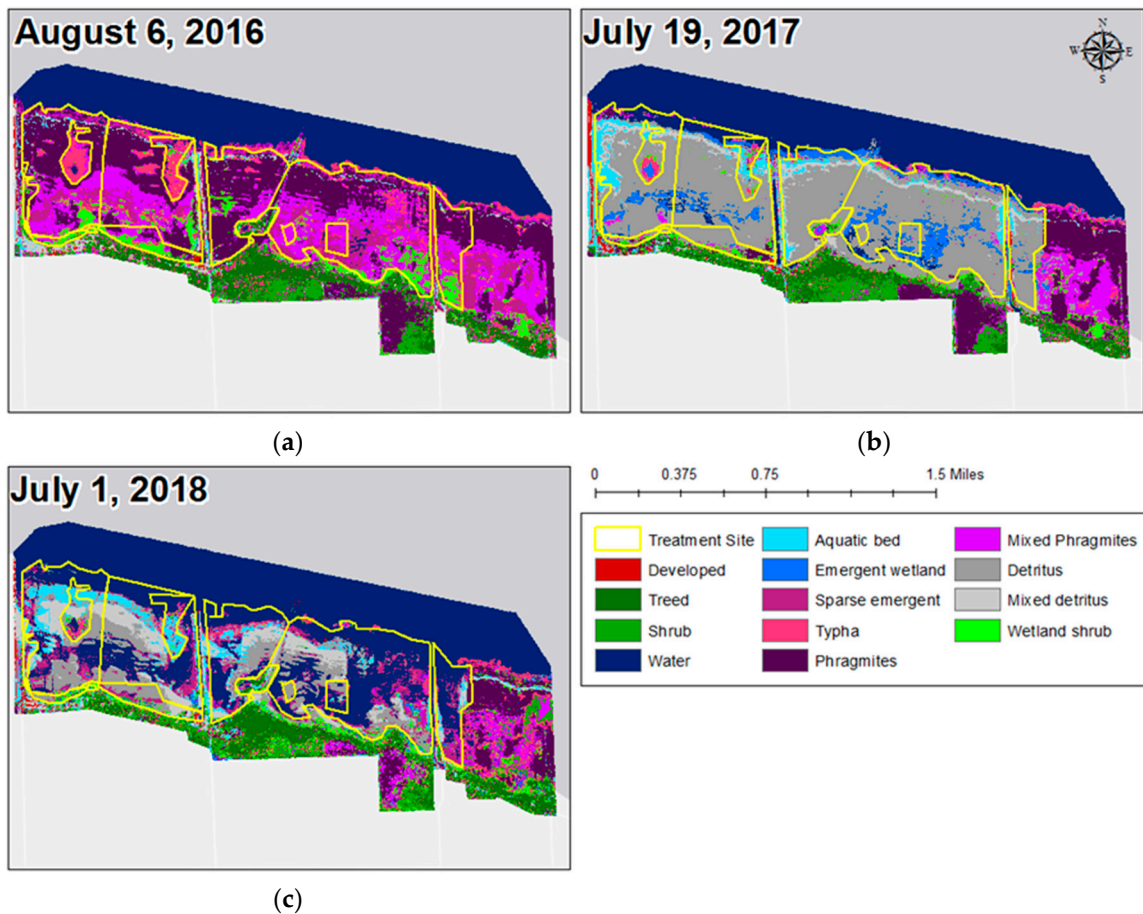 August 6, 2016
July 19, 2017
N
W E
S
(a)
(b)
July 1, 2018
0 0.375 0.75 1.5 Miles
Treatment Site
Aquatic bed
Mixed Phragmites
Developed
Emergent wetland
Detritus
Treed
Sparse emergent
Mixed detritus
Shrub
Typha
Wetland shrub
Water
Phragmites
(c)